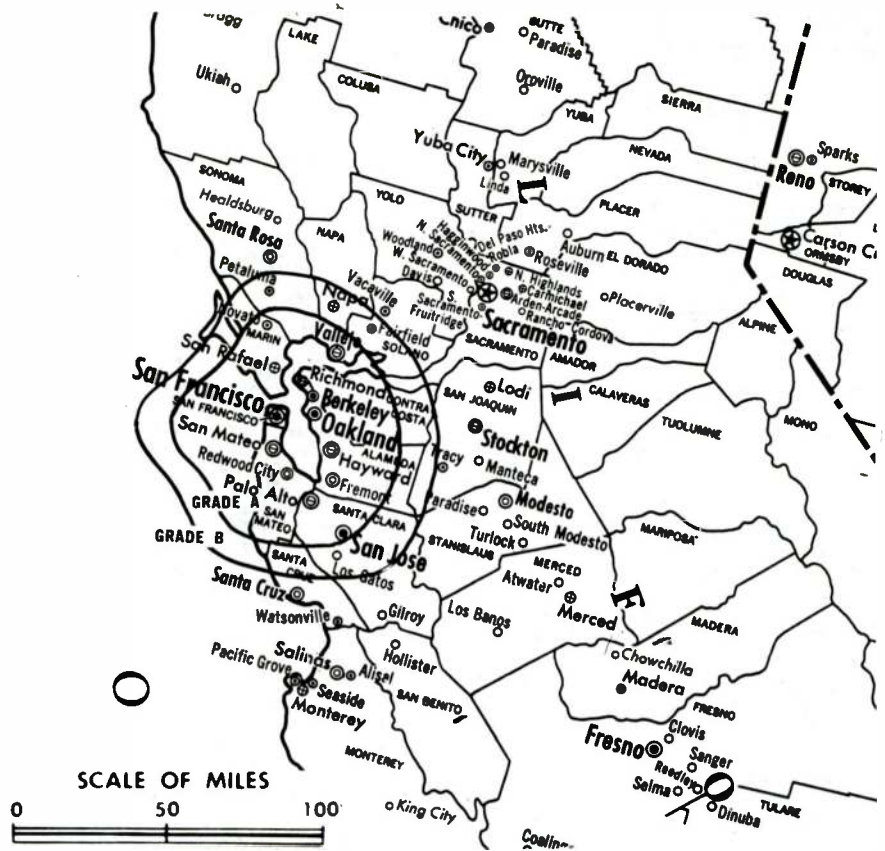 Chico
BUTTE
Paradise
Oroville
LAKE
Ukiah
COLUSA
YUBA
SIERRA
Yuba City
Marysville
Linda
NEVADA
Reno
Sparks
STOREY
SONOMA
Healdsburg
Santa Rosa
Petaluma
NAPA
YOLO
SUTTER
L
PLACER
Hagginwood
N. Sacramento
Woodland
W. Sacramento
Davis
Del Paso Hts.
Robla
Roseville
Auburn
EL DORADO
Carson C
ORMSBY
DOUGLAS
S.
Sacramento
Fruitridge
N. Highlands
Carmichael
Arden-Arcade
Rancho-Cordova
Placerville
Sacramento
Napa
Vacaville
Novato
MARIN
Vallejo
Fairfield
SOLANO
SACRAMENTO
AMADOR
ALPINE
San Rafael
San Francisco
SAN FRANCISCO
Richmond
Berkeley
Oakland
CONTRA
COSTA
SAN
JOAQUIN
Lodi
I
CALAVERAS
TUOLUMNE
MONO
Stockton
San Mateo
Redwood City
Palo Alto
Hayward
ALAMEDA
Fremont
Tracy
Manteca
Paradise
Modesto
South Modesto
Turlock
GRADE A
GRADE B
SAN
MATEO
SANTA CLARA
San Jose
STANISLAUS
MARIPOSA
SANTA
CRUZ
Los Gatos
MERCED
Atwater
Merced
F
Santa Cruz
Watsonville
Gilroy
Los Banos
MADERA
Hollister
Chowchilla
Madera
Pacific Grove
Salinas
Alisal
Seaside
Monterey
SAN BENITO
O
FRESNO
Clovis
Fresno
Sanger
Reedley
Selma
O
Dinuba
TULARE
MONTEREY
SCALE OF MILES
0 50 100
King City